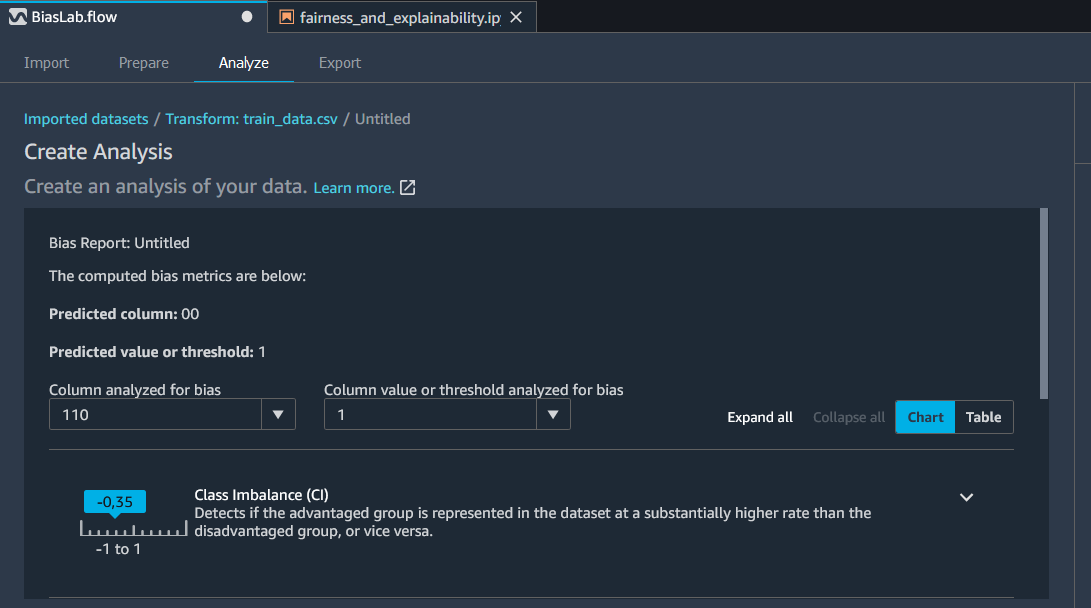 BiasLab.flow
fairness_and_explainability.ip
Import Prepare Analyze Export
Imported datasets / Transform: train_data.csv / Untitled
Create Analysis
Create an analysis of your data. Learn more.
Bias Report: Untitled
The computed bias metrics are below:
Predicted column: 00
Predicted value or threshold: 1
Column analyzed for bias
110
Column value or threshold analyzed for bias
1
Expand all Collapse all Chart Table
-0,35
-1 to 1
Class Imbalance (CI)
Detects if the advantaged group is represented in the dataset at a substantially higher rate than the
disadvantaged group, or vice versa.